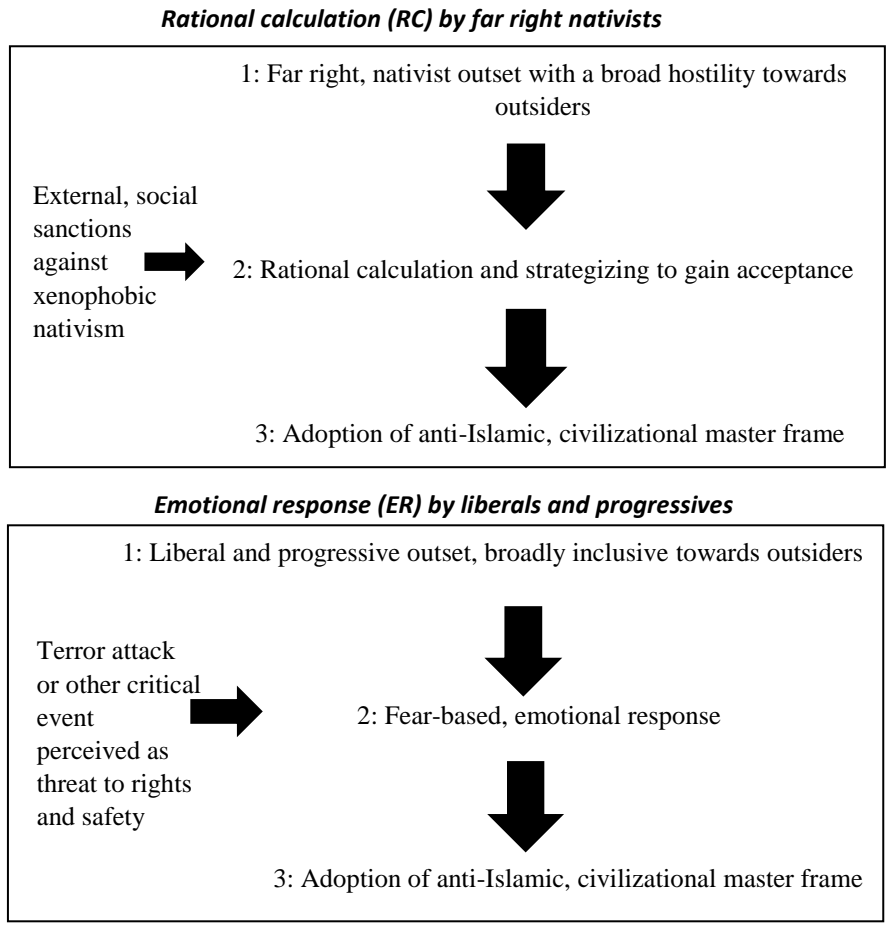 Rational calculation (RC) by far right nativists
1: Far right, nativist outset with a broad hostility towards
outsiders
External, social
sanctions
against
xenophobic
nativism
2: Rational calculation and strategizing to gain acceptance
3: Adoption of anti-Islamic, civilizational master frame
Emotional response (ER) by liberals and progressives
1: Liberal and progressive outset, broadly inclusive towards outsiders
Terror attack
or other critical
event
perceived as
threat to rights
and safety
2: Fear-based, emotional response
3: Adoption of anti-Islamic, civilizational master frame